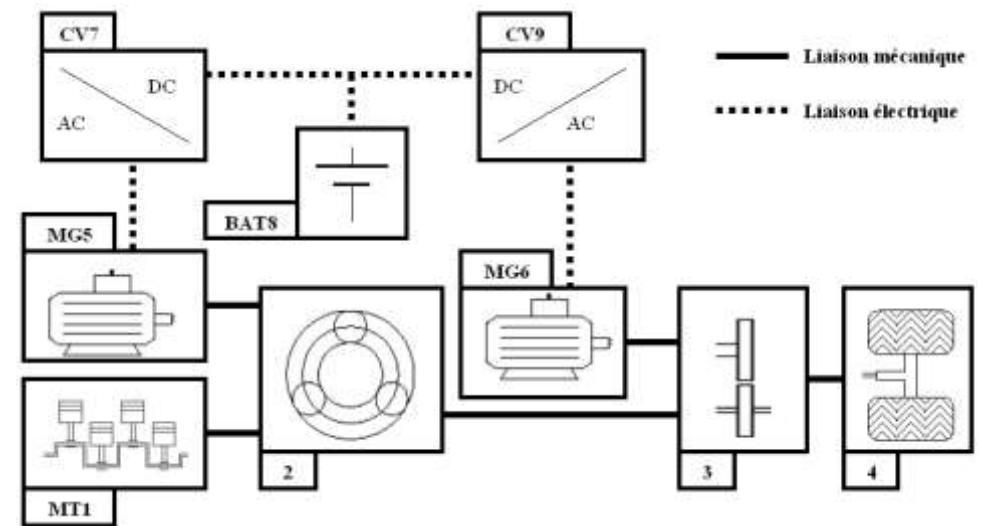 CV7
CV9
DC
AC
DC
AC
Liaison mécanique
Liaison électrique
BAT8
MG5
MG6
MT1
2
3
4